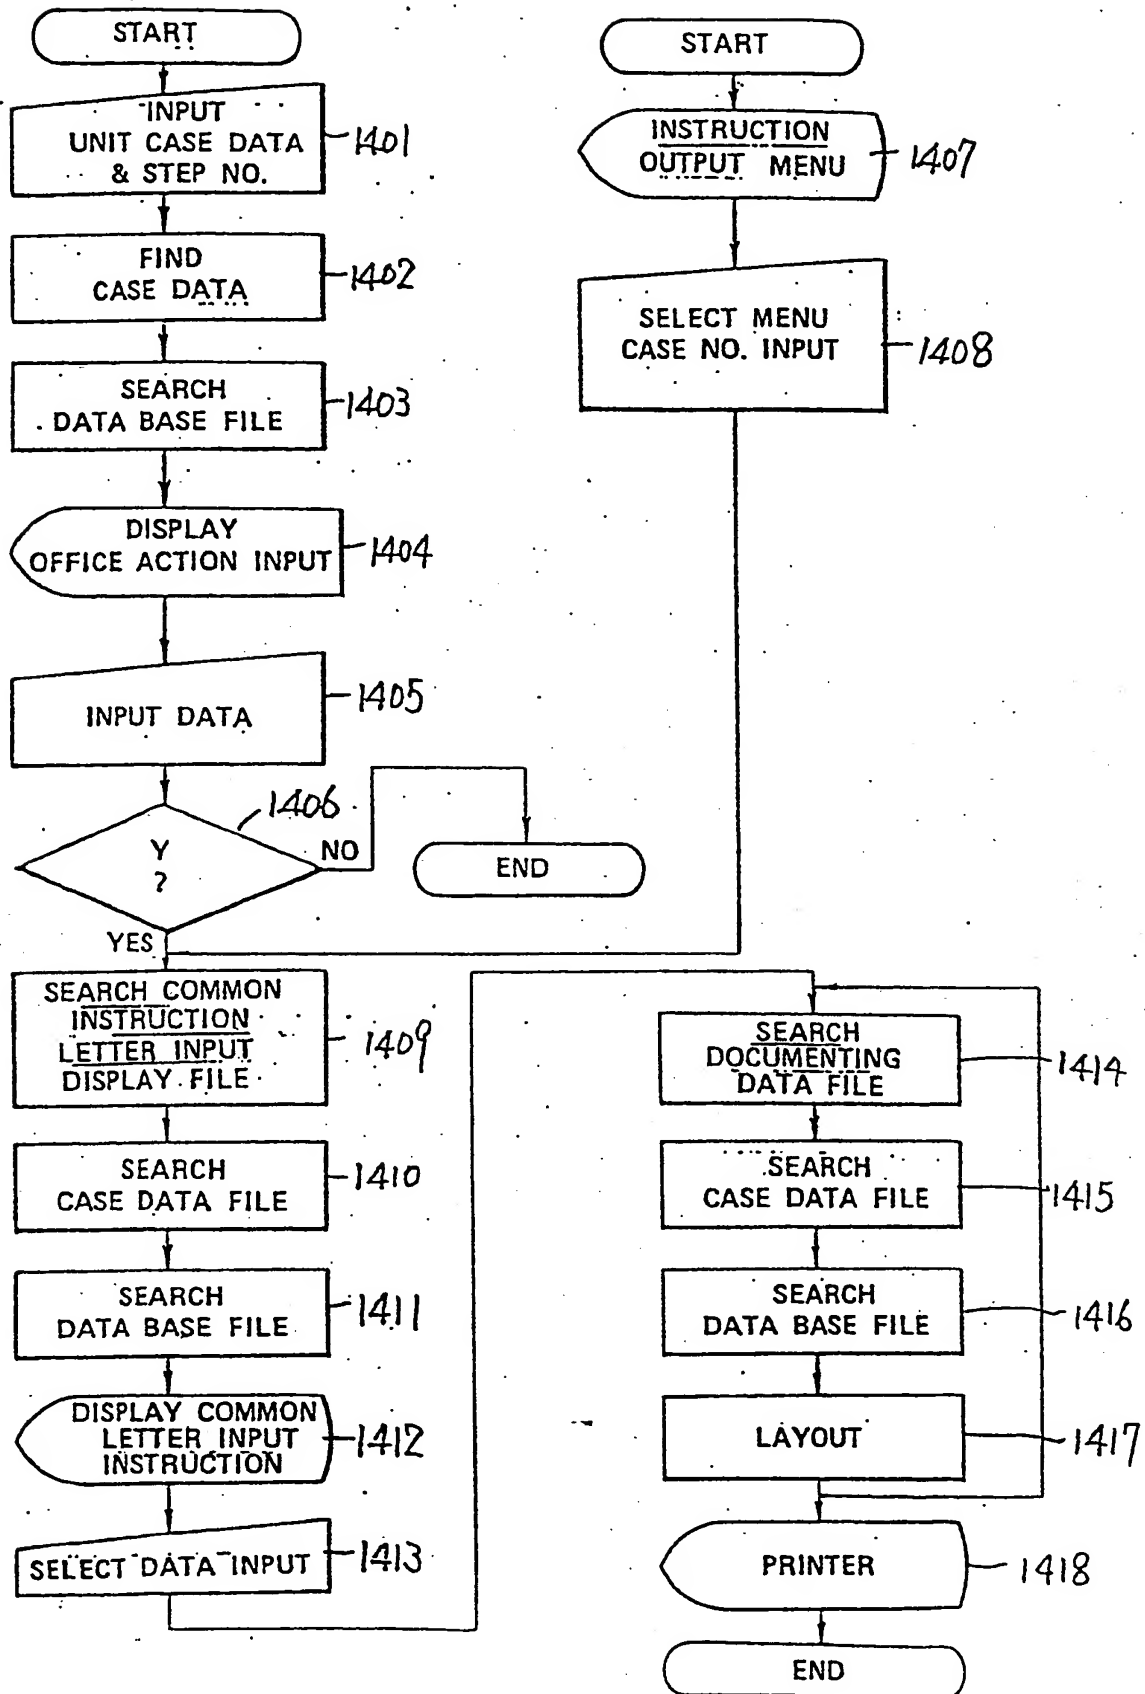 START
INPUT
UNIT CASE DATA
& STEP NO.
1401
FIND
CASE DATA
1402
SEARCH
DATA BASE FILE
1403
DISPLAY
OFFICE ACTION INPUT
1404
INPUT DATA
1405
Y
?
1406
NO
END
YES
START
INSTRUCTION
OUTPUT MENU
1407
SELECT MENU
CASE NO. INPUT
1408
SEARCH COMMON
INSTRUCTION
LETTER INPUT
DISPLAY FILE
1409
SEARCH
CASE DATA FILE
1410
SEARCH
DATA BASE FILE
1411
DISPLAY COMMON
LETTER INPUT
INSTRUCTION
1412
SELECT DATA INPUT
1413
SEARCH
DOCUMENTING
DATA FILE
1414
SEARCH
CASE DATA FILE
1415
SEARCH
DATA BASE FILE
1416
LAYOUT
1417
PRINTER
1418
END